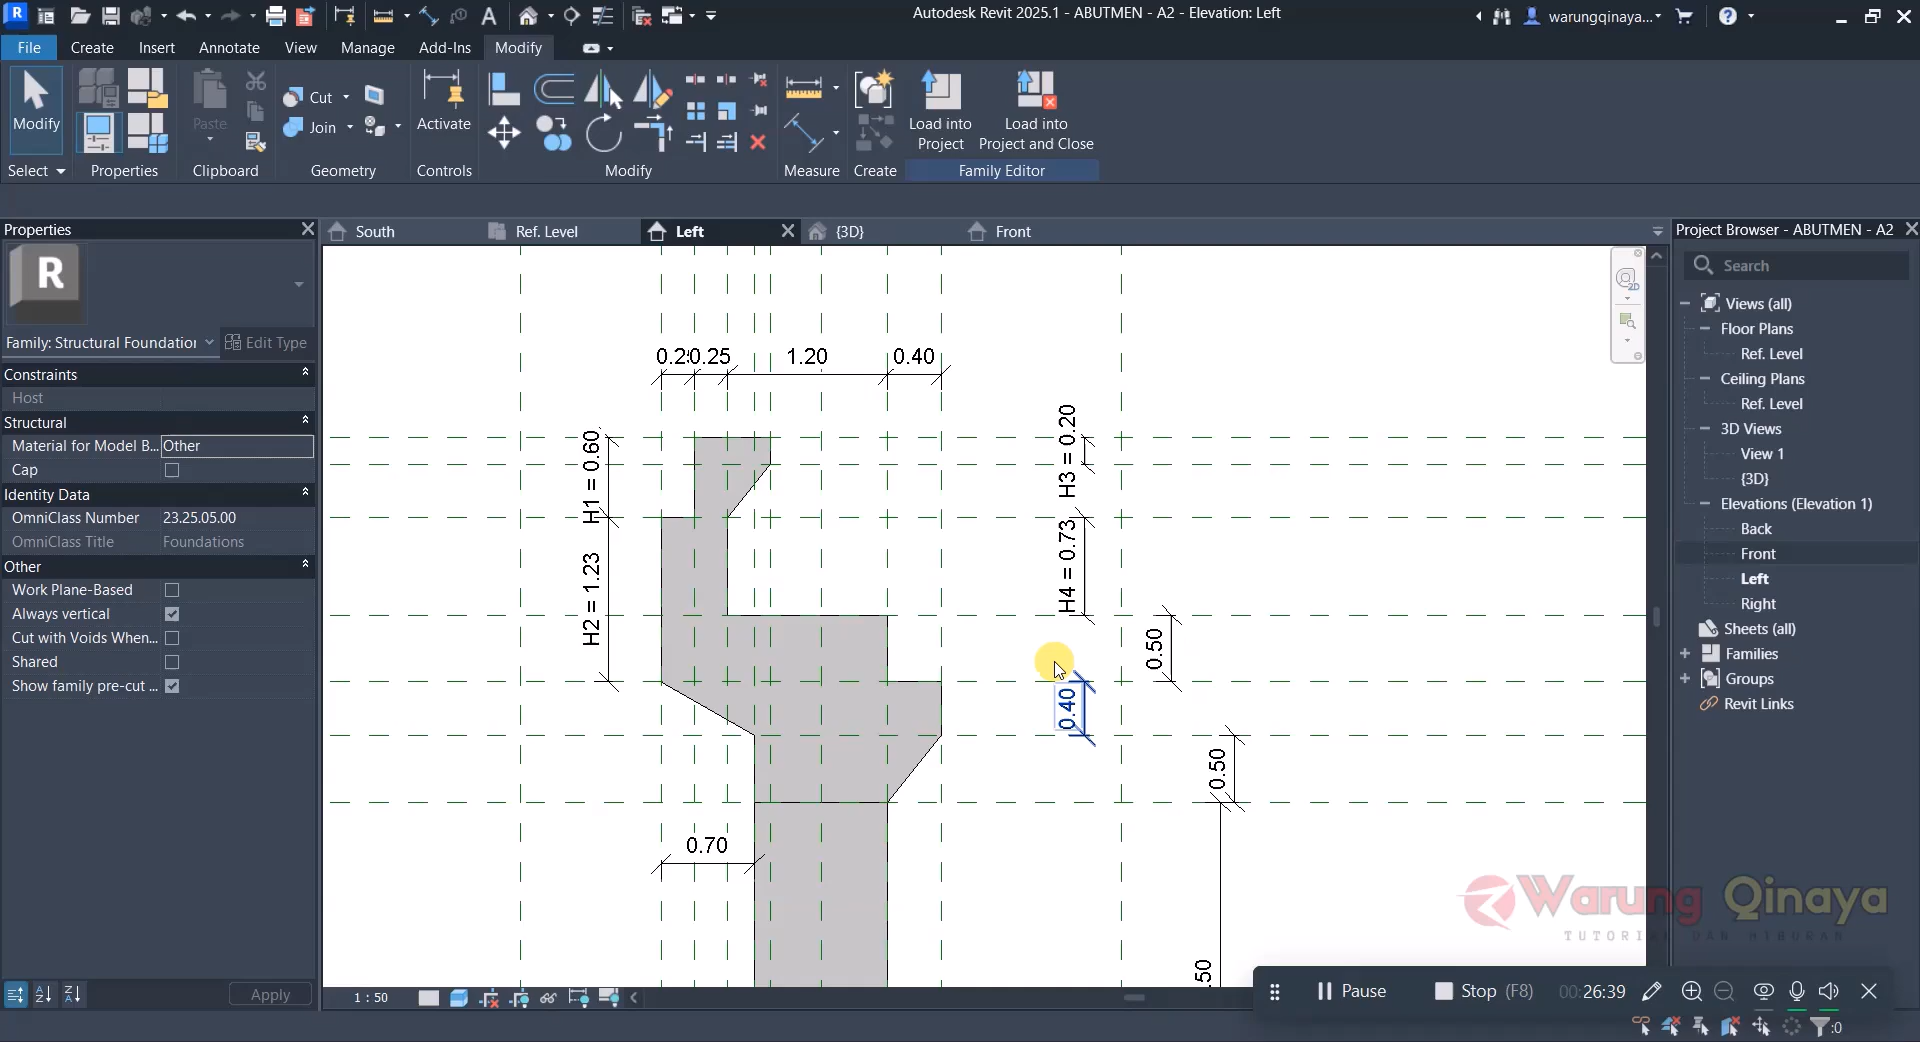 Autodesk Revit 2025.1 - ABUTMEN - A2 - Elevation: Left
warungqinaya...
File Create Insert Annotate View Manage Add-Ins Modify
Modify
Paste
Cut
Join
Activate
Load into
Project
Load into
Project and Close
Select Properties Clipboard Geometry Controls Modify Measure Create Family Editor
Properties
South Ref. Level Left {3D} Front
R
Family: Structural Foundation
Edit Type
Constraints
Host
Structural
Material for Model B... Other
Cap
Identity Data
OmniClass Number 23.25.05.00
OmniClass Title Foundations
Other
Work Plane-Based
Always vertical
Cut with Voids When...
Shared
Show family pre-cut ...
Apply
0.25 0.25 1.20 0.40
H1 = 0.60
H2 = 1.23
H3 = 0.20
H4 = 0.73
0.50
0.40
0.50
0.70
.50
1 : 50
Project Browser - ABUTMEN - A2
Search
Views (all)
Floor Plans
Ref. Level
Ceiling Plans
Ref. Level
3D Views
View 1
{3D}
Elevations (Elevation 1)
Back
Front
Left
Right
Sheets (all)
Families
Groups
Revit Links
Warung Qinaya
TUTORIAL DAN HIBURAN
Pause Stop (F8) 00:26:39
:0